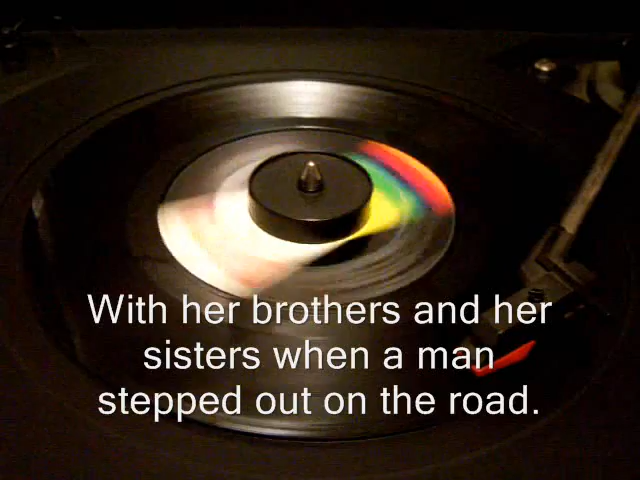 With her brothers and her
sisters when a man
stepped out on the road.